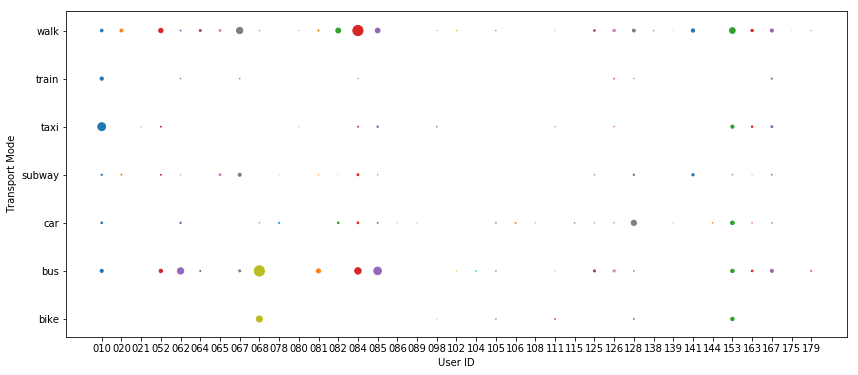 Transport Mode
walk
train
taxi
subway
car
bus
bike
010 020 021 052 062 064 065 067 068 078 080 081 082 084 085 086 089 098 102 104 105 106 108 111 115 125 126 128 138 139 141 144 153 163 167 175 179
User ID